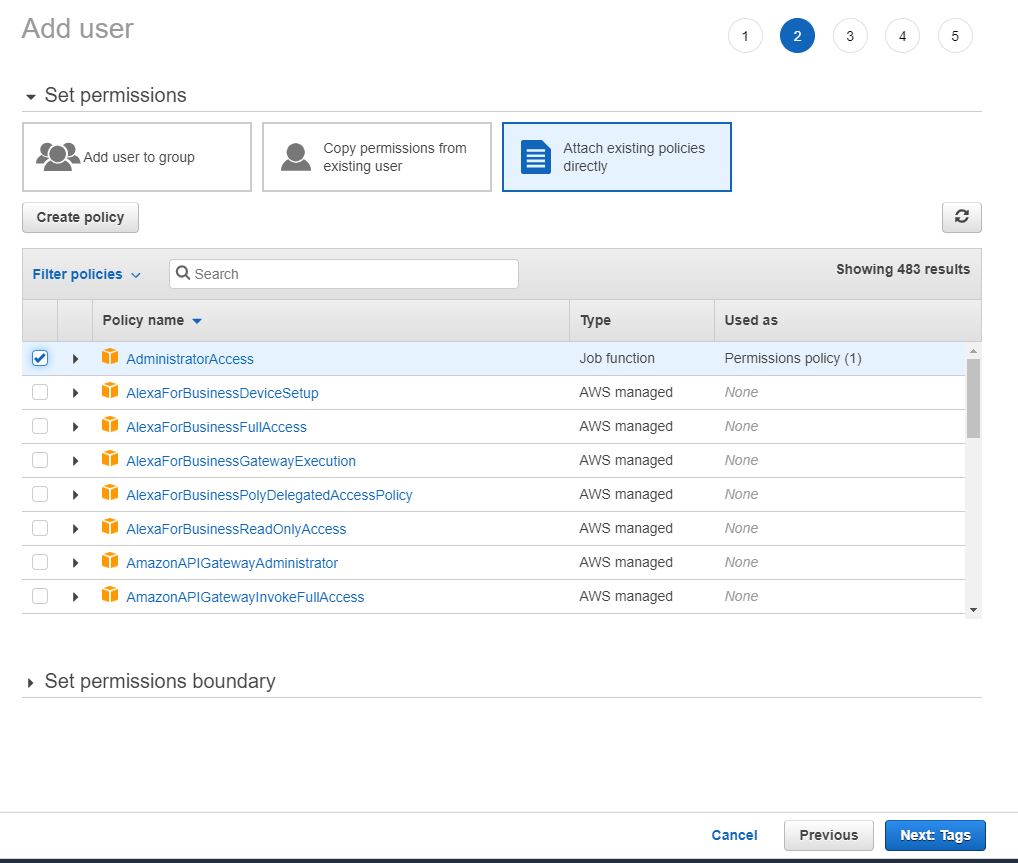 Add user
1 2 3 4 5
Set permissions
Add user to group
Copy permissions from
existing user
Attach existing policies
directly
Create policy
Filter policies Search Showing 483 results
Policy name Type Used as
AdministratorAccess Job function Permissions policy (1)
AlexaForBusinessDeviceSetup AWS managed None
AlexaForBusinessFullAccess AWS managed None
AlexaForBusinessGatewayExecution AWS managed None
AlexaForBusinessPolyDelegatedAccessPolicy AWS managed None
AlexaForBusinessReadOnlyAccess AWS managed None
AmazonAPIGatewayAdministrator AWS managed None
AmazonAPIGatewayInvokeFullAccess AWS managed None
Set permissions boundary
Cancel Previous Next: Tags